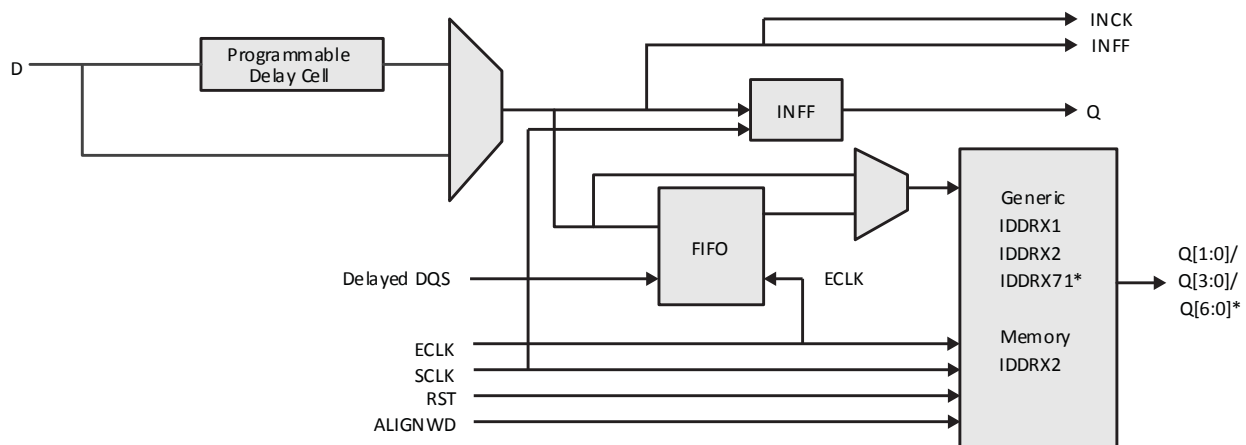 INCK
INFF
D
Programmable
Delay Cell
INFF
Q
FIFO
Delayed DQS
ECLK
Generic
IDDRX1
IDDRX2
IDDRX71*
Memory
IDDRX2
Q[1:0]/
Q[3:0]/
Q[6:0]*
ECLK
SCLK
RST
ALIGNWD